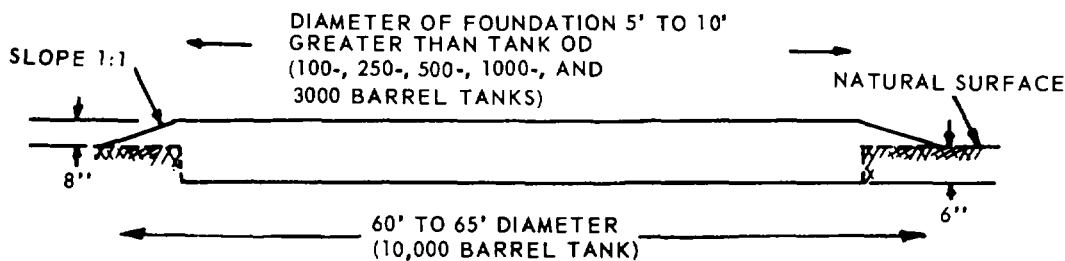 DIAMETER OF FOUNDATION 5' TO 10'
GREATER THAN TANK OD
(100-, 250-, 500-, 1000-, AND
3000 BARREL TANKS)
SLOPE 1:1
NATURAL SURFACE
8''
6''
60' TO 65' DIAMETER
(10,000 BARREL TANK)